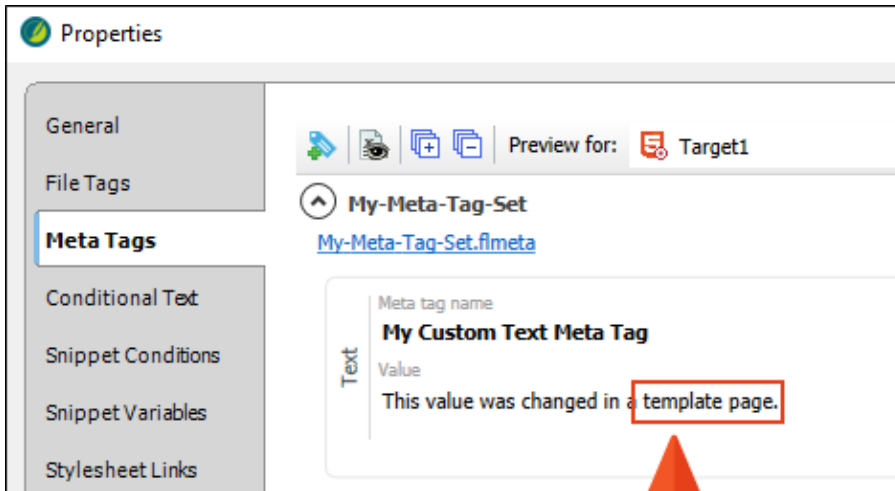 Properties
General
File Tags
Meta Tags
Conditional Text
Snippet Conditions
Snippet Variables
Stylesheet Links
Preview for: Target1
My-Meta-Tag-Set
My-Meta-Tag-Set.flmeta
Text
Meta tag name
My Custom Text Meta Tag
Value
This value was changed in a template page.